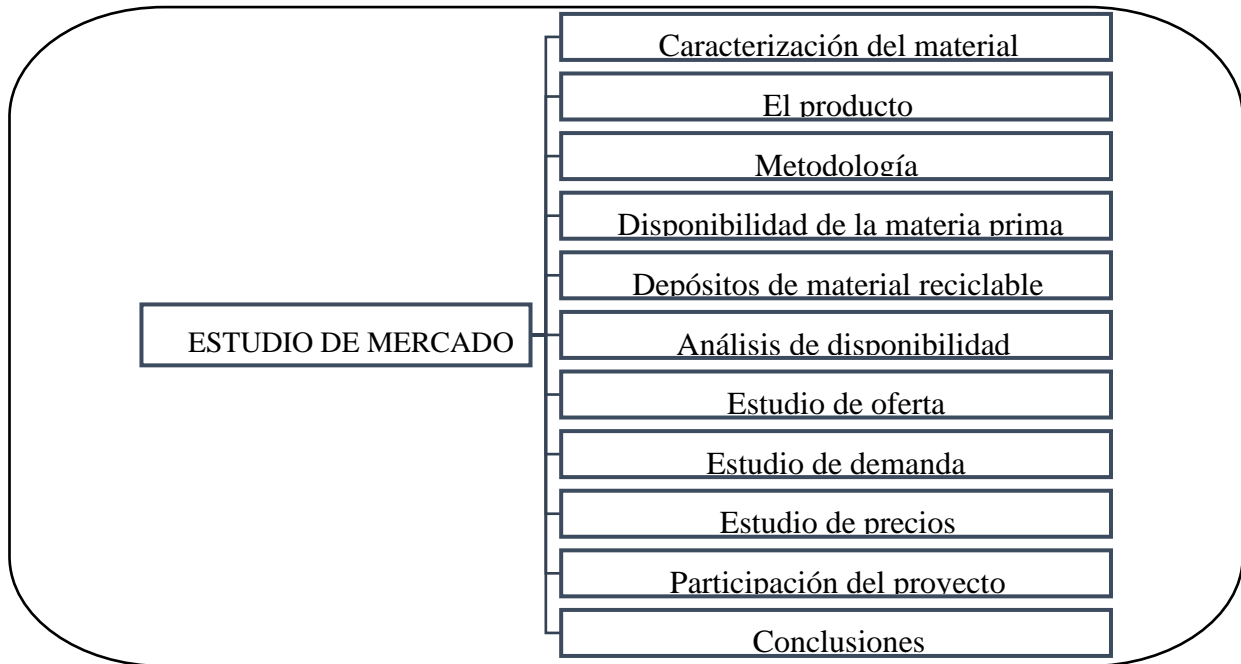 Caracterización del material
El producto
Metodología
Disponibilidad de la materia prima
Depósitos de material reciclable
ESTUDIO DE MERCADO
Análisis de disponibilidad
Estudio de oferta
Estudio de demanda
Estudio de precios
Participación del proyecto
Conclusiones